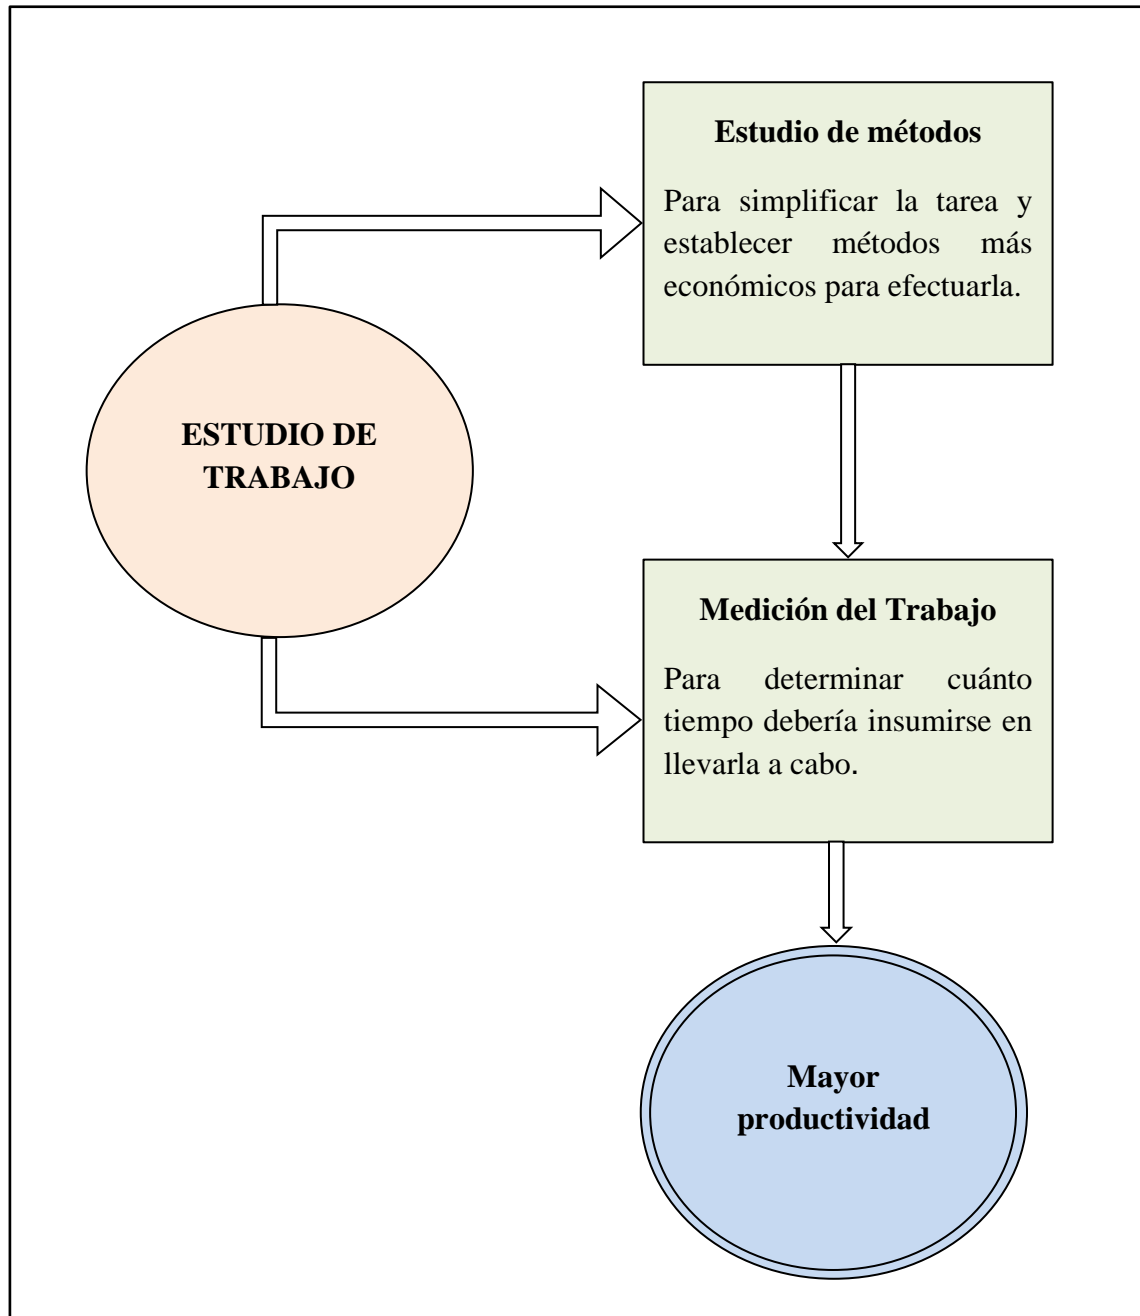 Estudio de métodos
Para simplificar la tarea y
establecer métodos más
económicos para efectuarla.
ESTUDIO DE
TRABAJO
Medición del Trabajo
Para determinar cuánto
tiempo debería insumirse en
llevarla a cabo.
Mayor
productividad